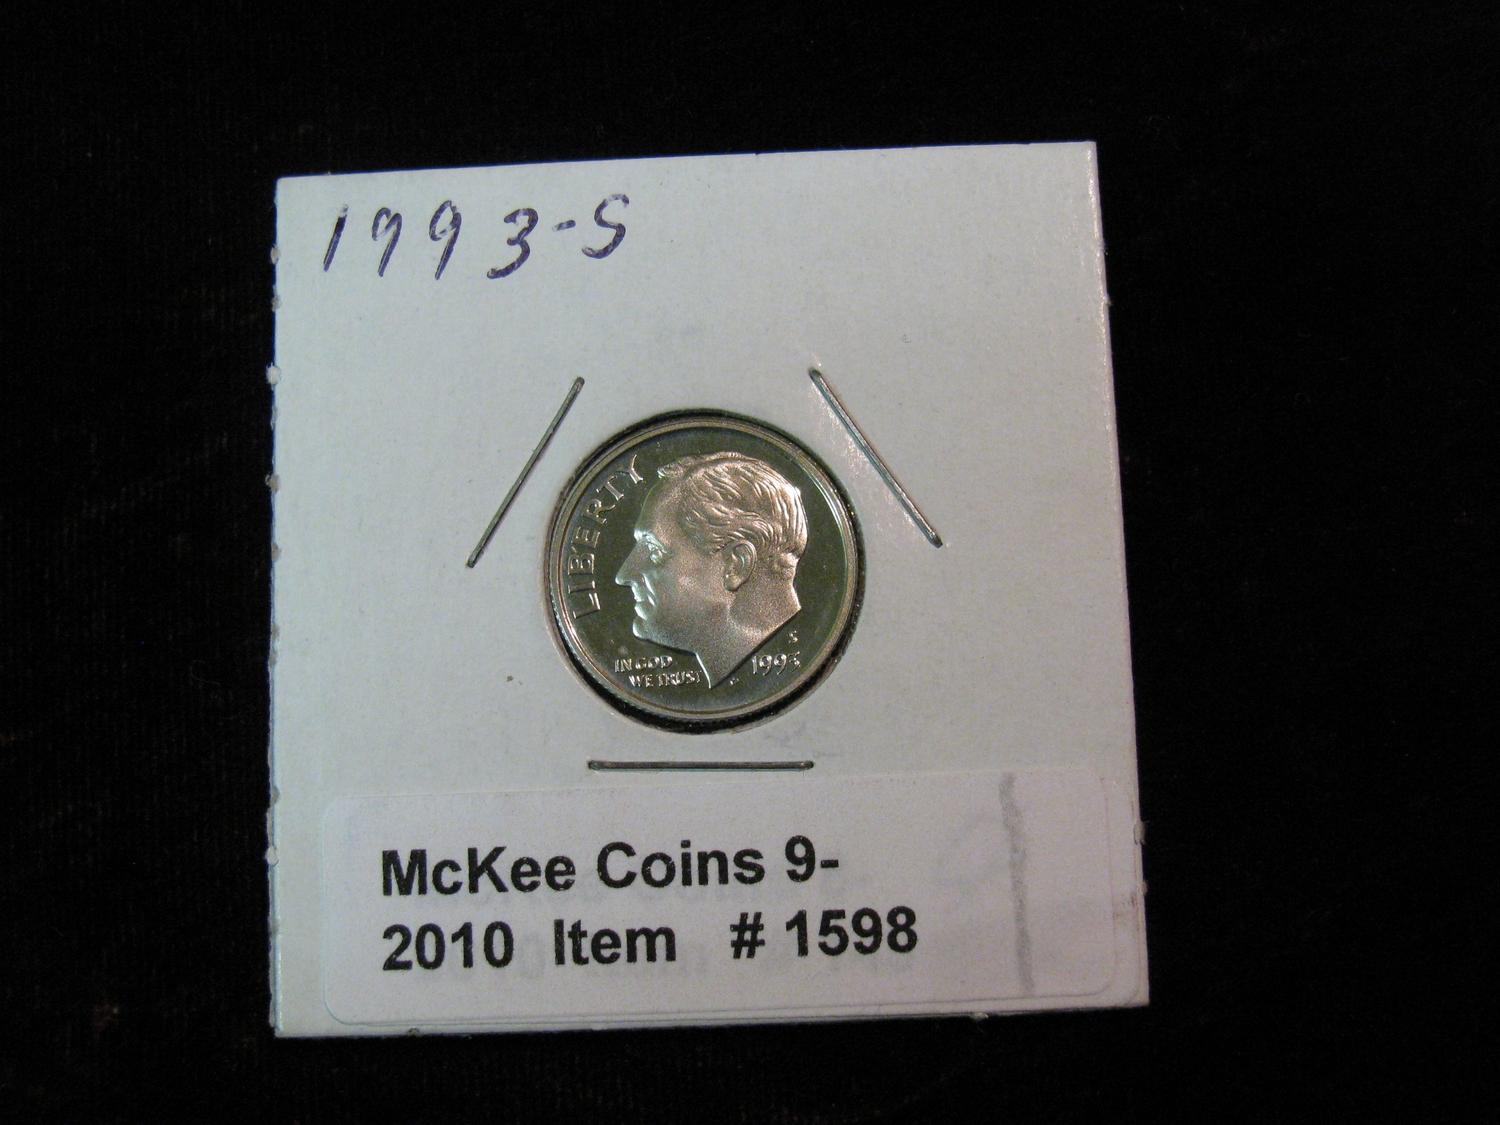 1993-S
LIBERTY
IN GOD
WE TRUST
S
1993
McKee Coins 9-
2010 Item # 1598